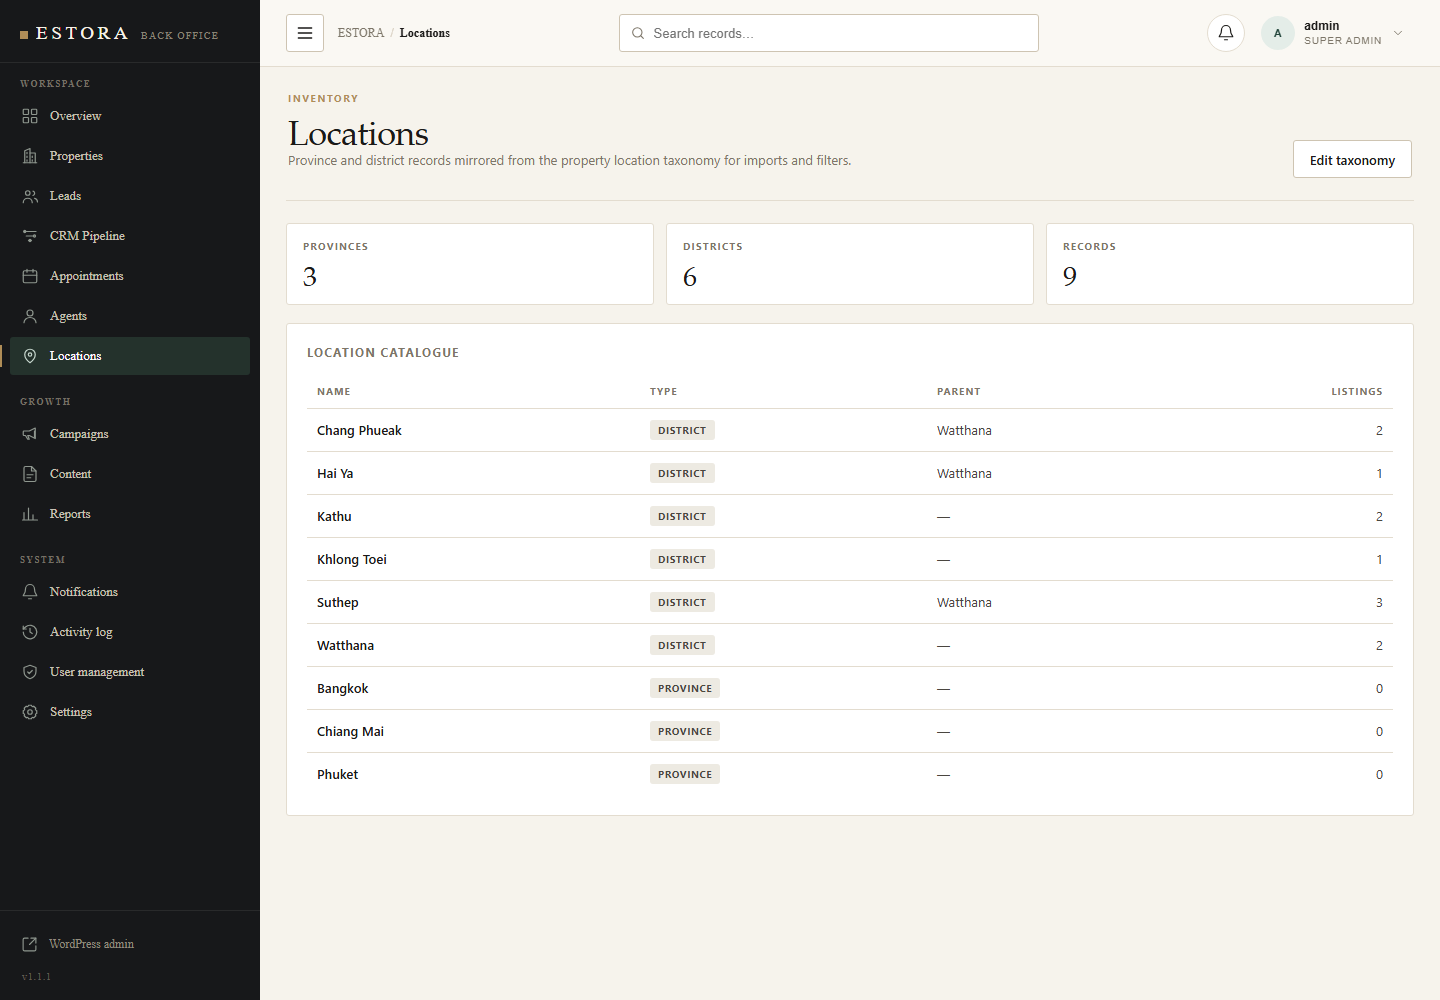 ESTORA BACK OFFICE
WORKSPACE
Overview
Properties
Leads
CRM Pipeline
Appointments
Agents
Locations
GROWTH
Campaigns
Content
Reports
SYSTEM
Notifications
Activity log
User management
Settings
WordPress admin
v1.1.1
ESTORA / Locations
Search records...
A
admin
SUPER ADMIN
INVENTORY
Locations
Province and district records mirrored from the property location taxonomy for imports and filters.
Edit taxonomy
PROVINCES
3
DISTRICTS
6
RECORDS
9
LOCATION CATALOGUE
NAME TYPE PARENT LISTINGS
Chang Phueak DISTRICT Watthana 2
Hai Ya DISTRICT Watthana 1
Kathu DISTRICT — 2
Khlong Toei DISTRICT — 1
Suthep DISTRICT Watthana 3
Watthana DISTRICT — 2
Bangkok PROVINCE — 0
Chiang Mai PROVINCE — 0
Phuket PROVINCE — 0